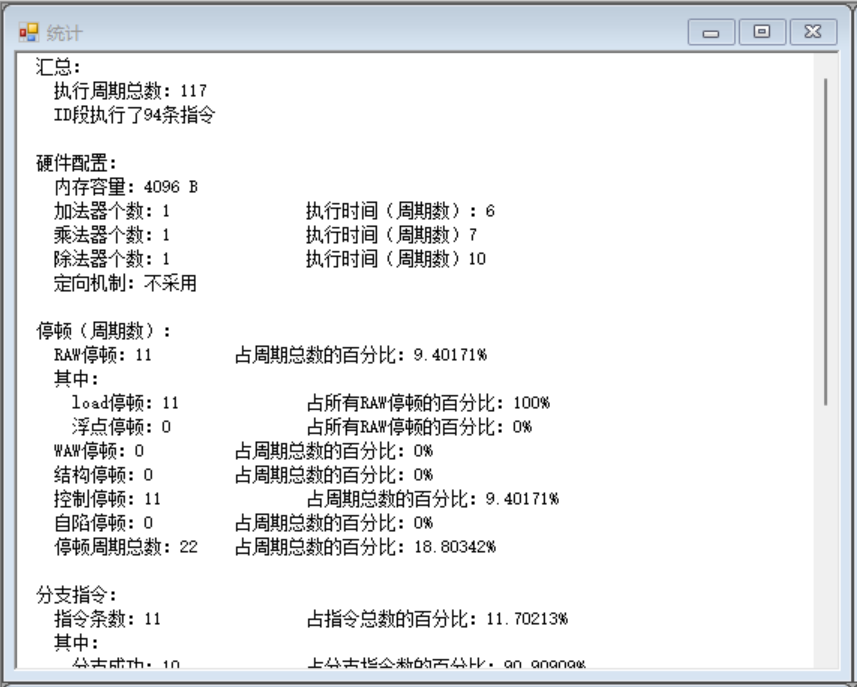 统计
汇总:
执行周期总数: 117
ID段执行了94条指令
硬件配置:
内存容量: 4096 B
加法器个数: 1 执行时间（周期数）: 6
乘法器个数: 1 执行时间（周期数）7
除法器个数: 1 执行时间（周期数）10
定向机制: 不采用
停顿（周期数）:
RAW停顿: 11 占周期总数的百分比: 9.40171%
其中:
load停顿: 11 占所有RAW停顿的百分比: 100%
浮点停顿: 0 占所有RAW停顿的百分比: 0%
WAW停顿: 0 占周期总数的百分比: 0%
结构停顿: 0 占周期总数的百分比: 0%
控制停顿: 11 占周期总数的百分比: 9.40171%
自陷停顿: 0 占周期总数的百分比: 0%
停顿周期总数: 22 占周期总数的百分比: 18.80342%
分支指令:
指令条数: 11 占指令总数的百分比: 11.70213%
其中:
分支成功: 10 占分支指令数的百分比: 90.90909%